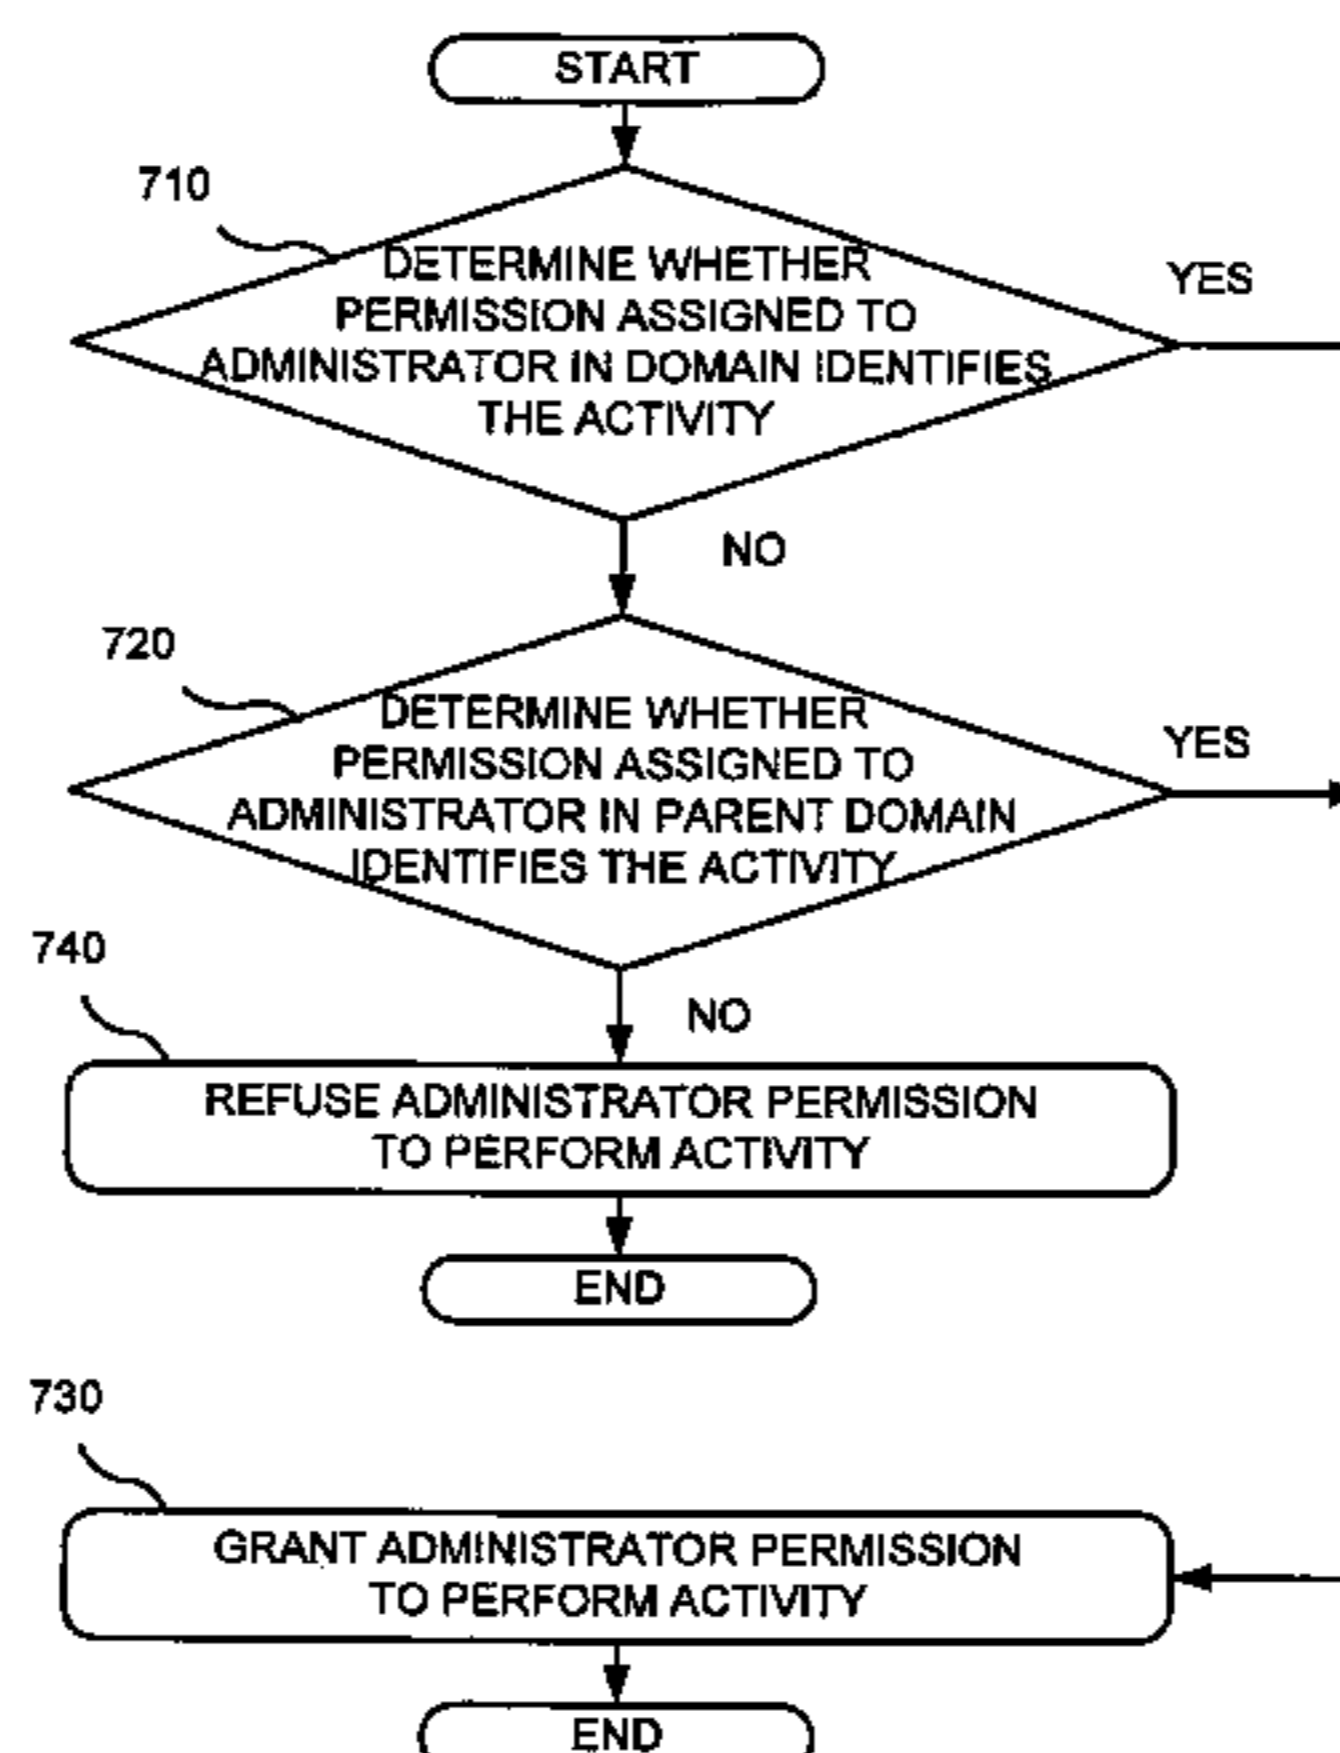 START
710
DETERMINE WHETHER
PERMISSION ASSIGNED TO
ADMINISTRATOR IN DOMAIN IDENTIFIES
THE ACTIVITY
YES
NO
720
DETERMINE WHETHER
PERMISSION ASSIGNED TO
ADMINISTRATOR IN PARENT DOMAIN
IDENTIFIES THE ACTIVITY
YES
NO
740
REFUSE ADMINISTRATOR PERMISSION
TO PERFORM ACTIVITY
END
730
GRANT ADMINISTRATOR PERMISSION
TO PERFORM ACTIVITY
END